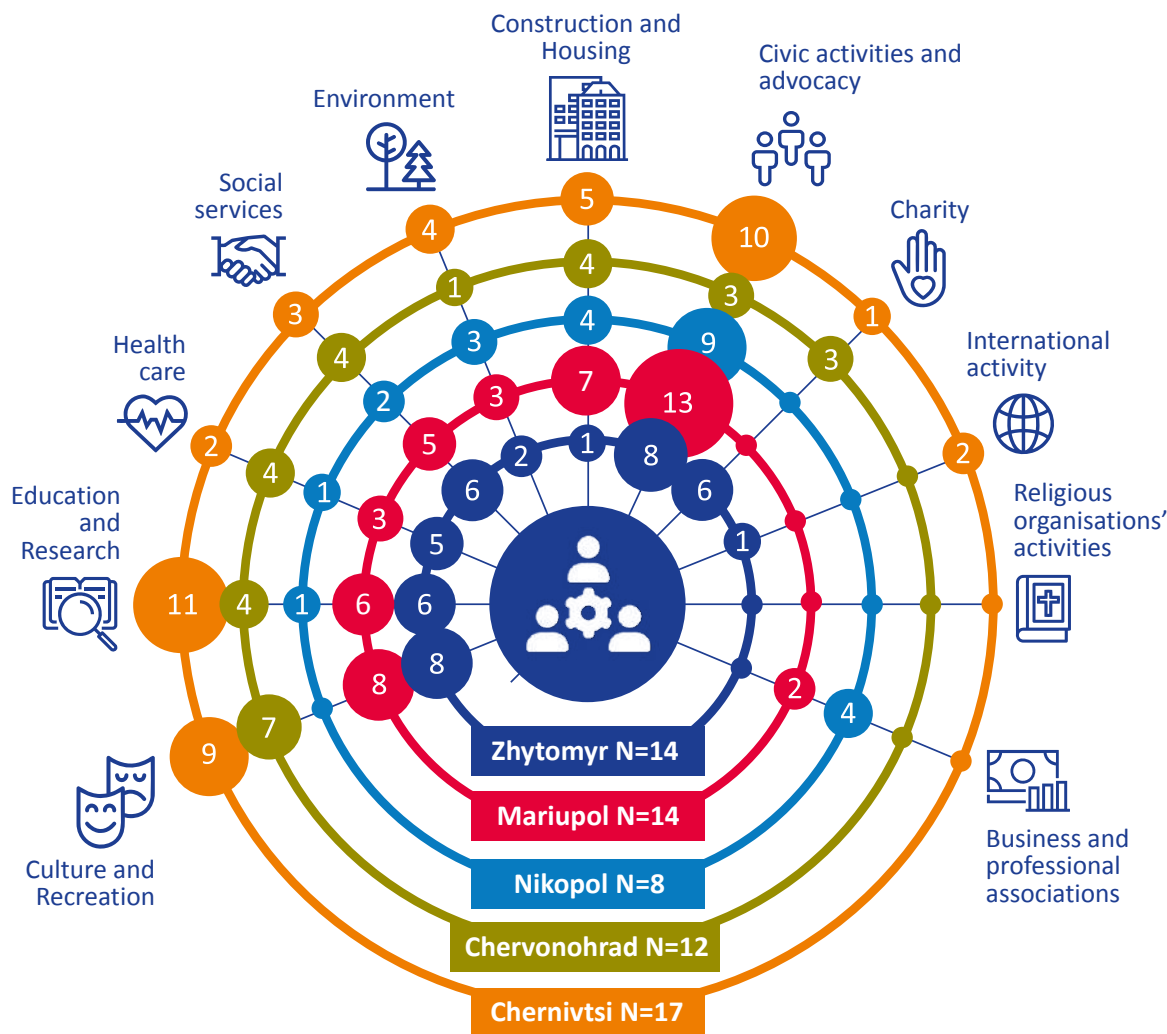 Construction and
Housing
Civic activities and
advocacy
Environment
Social
services
Charity
Health
care
International
activity
Education
and
Research
Religious
organisations’
activities
Culture and
Recreation
Business and
professional
associations
5
10
4
4
3
1
1
3
4
3
3
4
9
2
7
13
2
4
3
5
1
8
2
1
6
6
3
5
1
11
4
1
6
6
8
8
2
4
7
9
Zhytomyr N=14
Mariupol N=14
Nikopol N=8
Chervonohrad N=12
Chernivtsi N=17